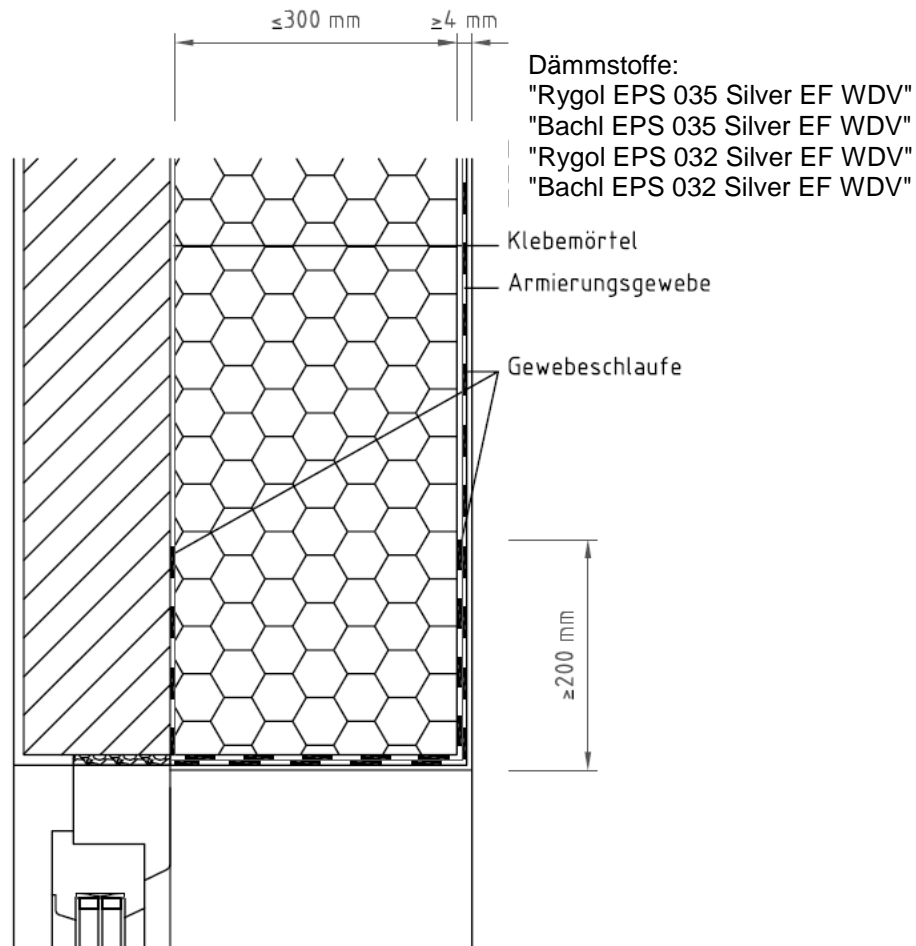 ≤300 mm
≥4 mm
Dämmstoffe:
"Rygol EPS 035 Silver EF WDV"
"Bachl EPS 035 Silver EF WDV"
"Rygol EPS 032 Silver EF WDV"
"Bachl EPS 032 Silver EF WDV"
Klebemörtel
Armierungsgewebe
Gewebeschlaufe
≥200 mm